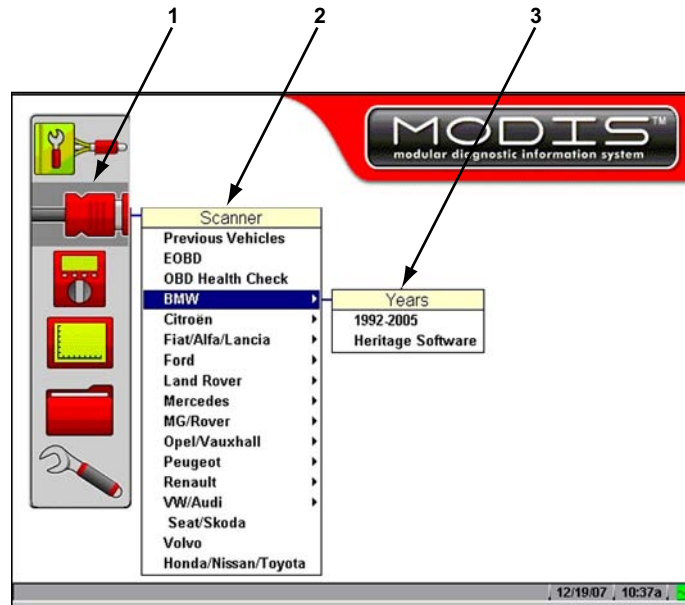 1 2 3
MODIS™
modular diagnostic information system
Scanner
Previous Vehicles
EOBD
OBD Health Check
BMW
Citroën
Fiat/Alfa/Lancia
Ford
Land Rover
Mercedes
MG/Rover
Opel/Vauxhall
Peugeot
Renault
VW/Audi
Seat/Skoda
Volvo
Honda/Nissan/Toyota
Years
1992-2005
Heritage Software
12/19/07 10:37a